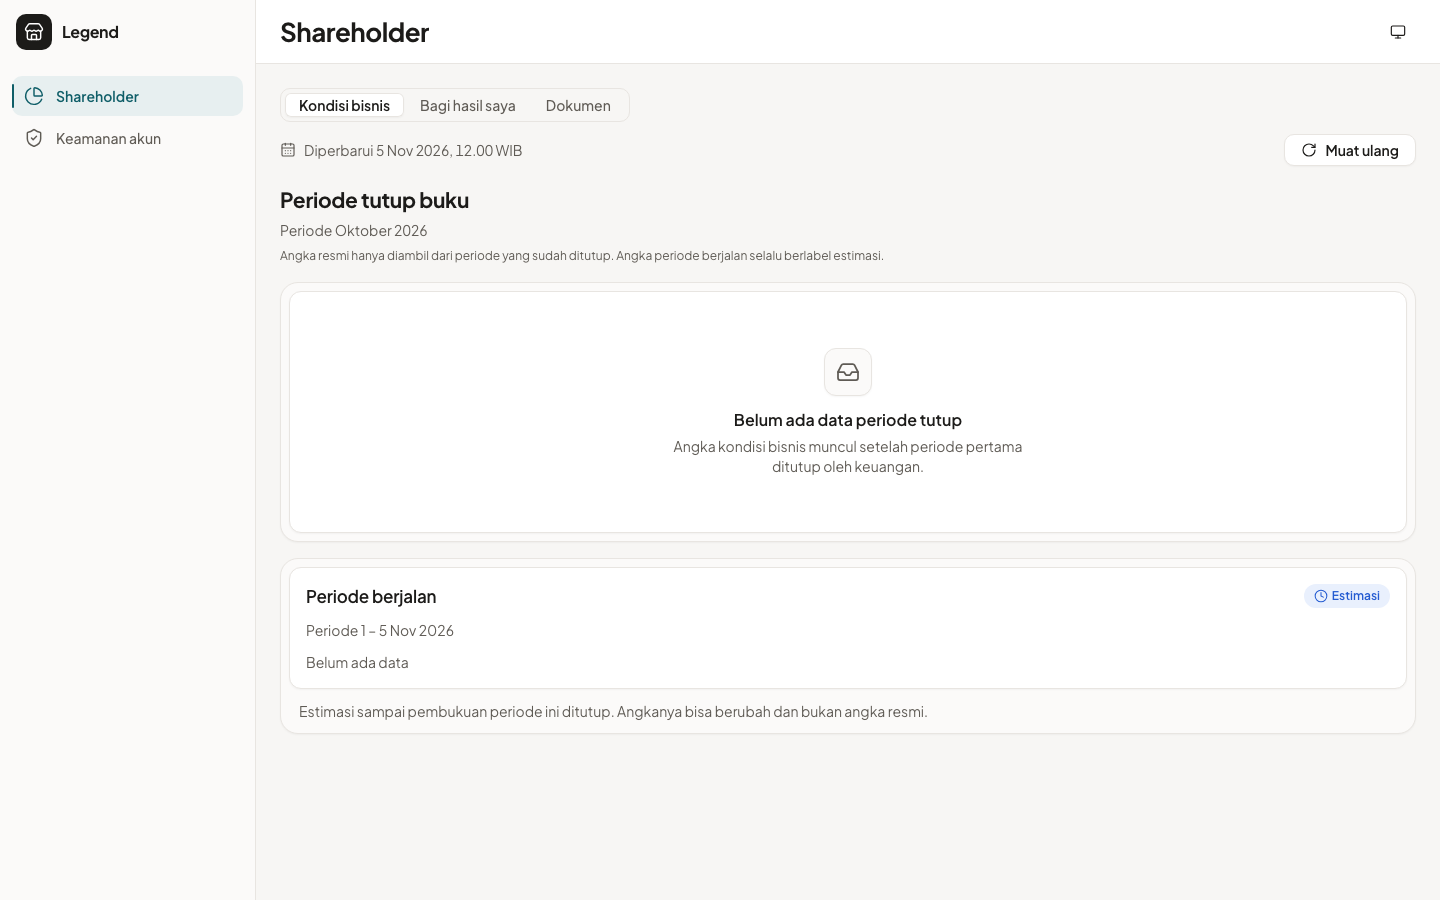 Legend
Shareholder
Shareholder
Keamanan akun
Kondisi bisnis
Bagi hasil saya
Dokumen
Diperbarui 5 Nov 2026, 12.00 WIB
Muat ulang
Periode tutup buku
Periode Oktober 2026
Angka resmi hanya diambil dari periode yang sudah ditutup. Angka periode berjalan selalu berlabel estimasi.
Belum ada data periode tutup
Angka kondisi bisnis muncul setelah periode pertama
ditutup oleh keuangan.
Periode berjalan
Estimasi
Periode 1 – 5 Nov 2026
Belum ada data
Estimasi sampai pembukuan periode ini ditutup. Angkanya bisa berubah dan bukan angka resmi.